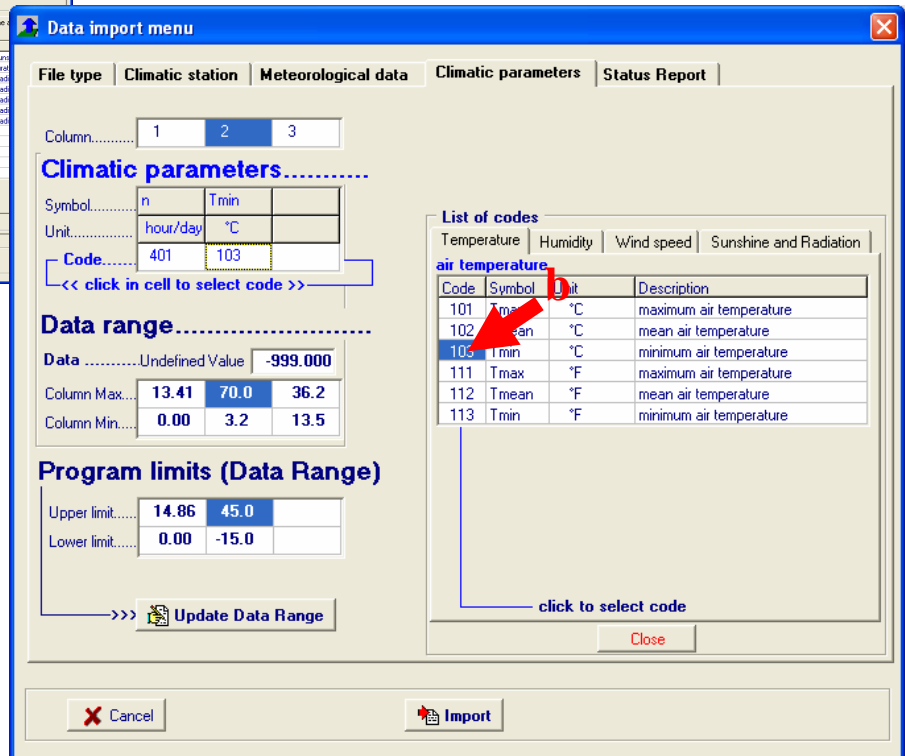 Data import menu
File type Climatic station Meteorological data Climatic parameters Status Report
Column........... 1 2 3
Climatic parameters...........
Symbol......... n Tmin
Unit............... hour/day °C
Code....... 401 103
<< click in cell to select code >>
Data range.......................
Data ...........Undefined Value -999.000
Column Max.... 13.41 70.0 36.2
Column Min..... 0.00 3.2 13.5
Program limits (Data Range)
Upper limit...... 14.86 45.0
Lower limit...... 0.00 -15.0
>>> Update Data Range
List of codes
Temperature Humidity Wind speed Sunshine and Radiation
air temperature
b
Code Symbol Unit Description
101 Tmax °C maximum air temperature
102 Tmean °C mean air temperature
103 Tmin °C minimum air temperature
111 Tmax °F maximum air temperature
112 Tmean °F mean air temperature
113 Tmin °F minimum air temperature
click to select code
Close
Cancel Import